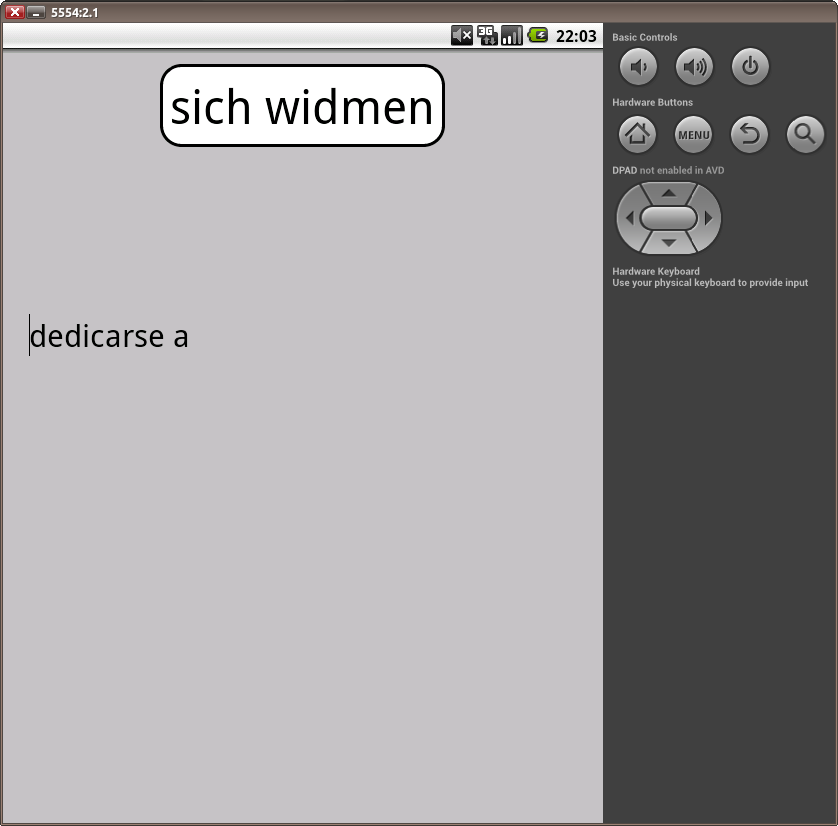 5554:2.1
3G
22:03
sich widmen
dedicarse a
Basic Controls
Hardware Buttons
MENU
DPAD not enabled in AVD
Hardware Keyboard
Use your physical keyboard to provide input